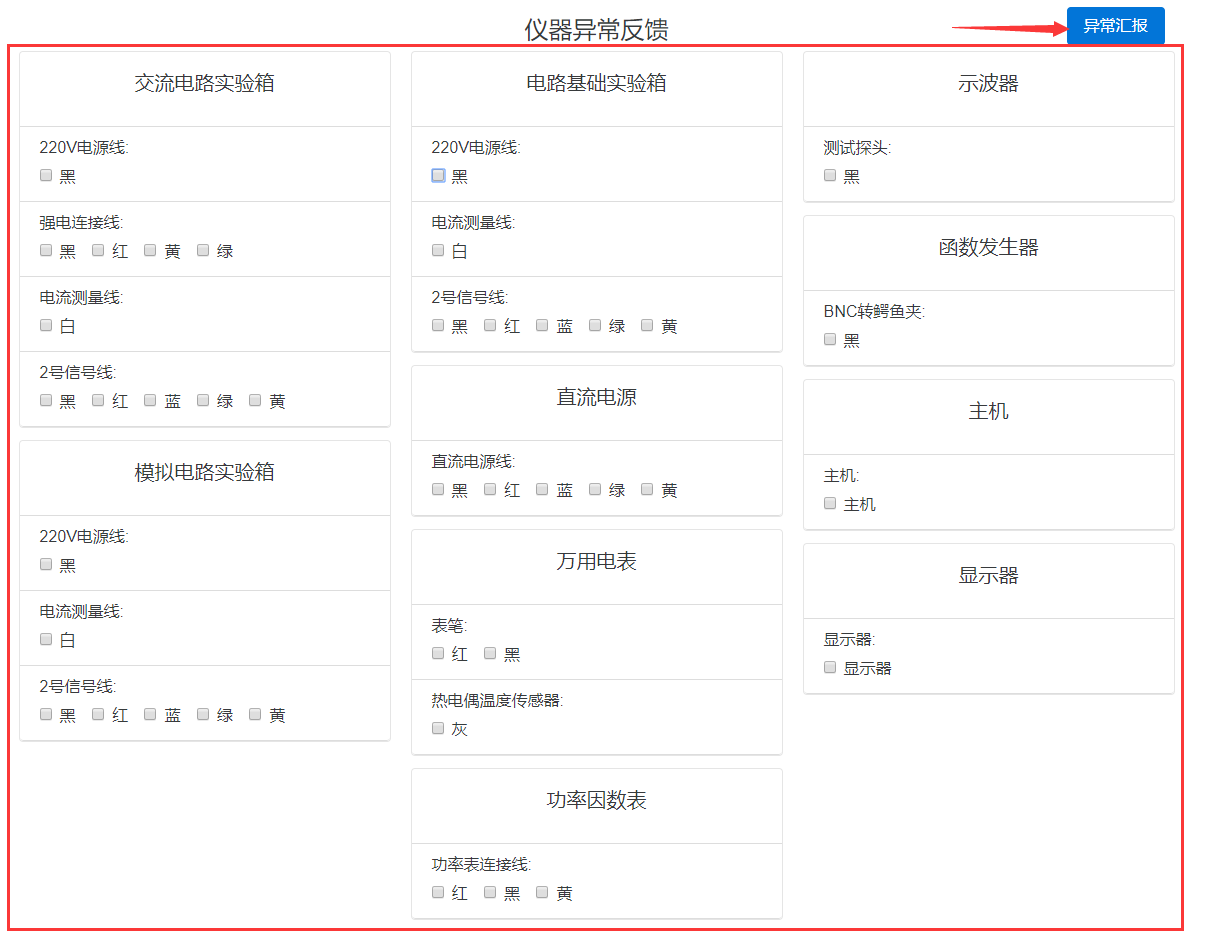 仪器异常反馈
异常汇报
交流电路实验箱
220V电源线:
黑
强电连接线:
黑 红 黄 绿
电流测量线:
白
2号信号线:
黑 红 蓝 绿 黄
模拟电路实验箱
220V电源线:
黑
电流测量线:
白
2号信号线:
黑 红 蓝 绿 黄
电路基础实验箱
220V电源线:
黑
电流测量线:
白
2号信号线:
黑 红 蓝 绿 黄
直流电源
直流电源线:
黑 红 蓝 绿 黄
万用电表
表笔:
红 黑
热电偶温度传感器:
灰
功率因数表
功率表连接线:
红 黑 黄
示波器
测试探头:
黑
函数发生器
BNC转鳄鱼夹:
黑
主机
主机:
主机
显示器
显示器:
显示器